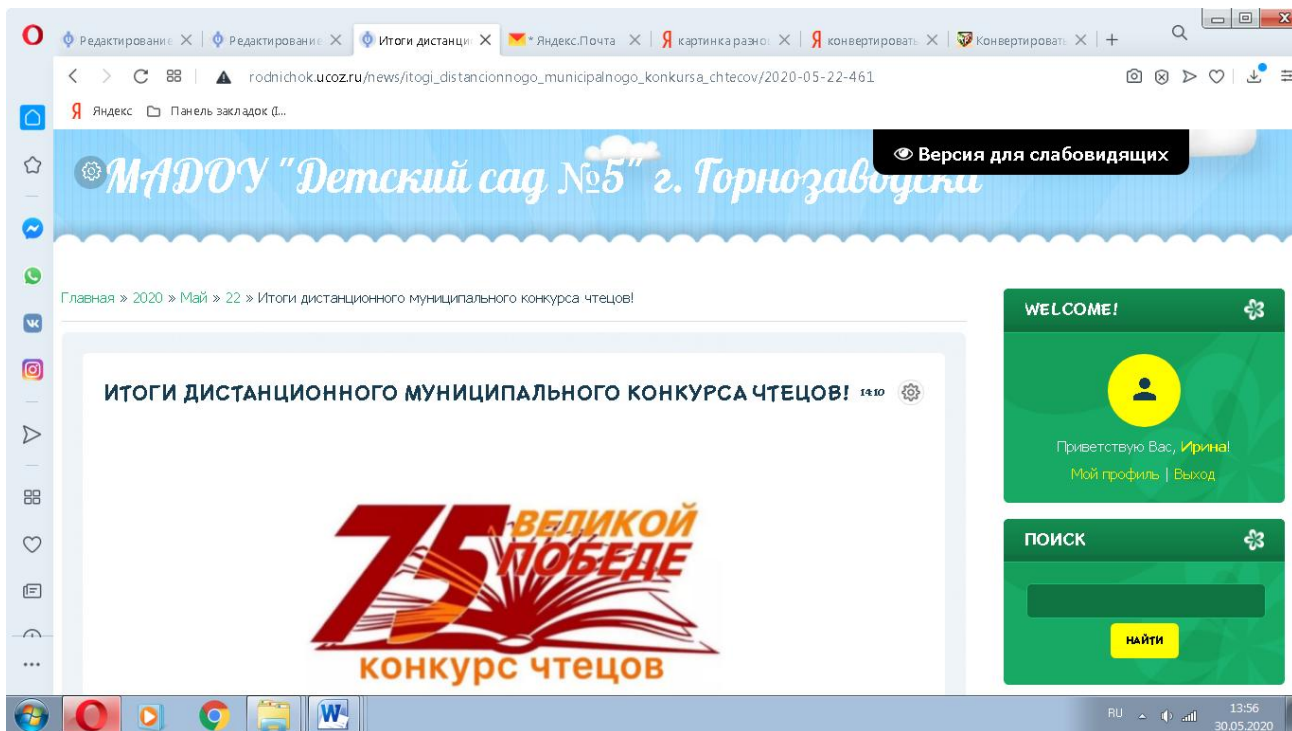 Редактирование
Редактирование
Итоги дистанци
* Яндекс.Почта
Я картинка разно
Я конвертировать
Конвертировать
rodnichok.ucoz.ru/news/itogi_distancionnogo_municipalnogo_konkursa_chtecov/2020-05-22-461
Я Яндекс
Панель закладок (I...
Версия для слабовидящих
МАДОУ "Детский сад №5" г. Горнозаводска
Главная » 2020 » Май » 22 » Итоги дистанционного муниципального конкурса чтецов!
ИТОГИ ДИСТАНЦИОННОГО МУНИЦИПАЛЬНОГО КОНКУРСА ЧТЕЦОВ! 14:10
75 ВЕЛИКОЙ
ПОБЕДЕ
КОНКУРС ЧТЕЦОВ
WELCOME!
Приветствую Вас, Ирина!
Мой профиль | Выход
ПОИСК
НАЙТИ
RU
13:56
30.05.2020